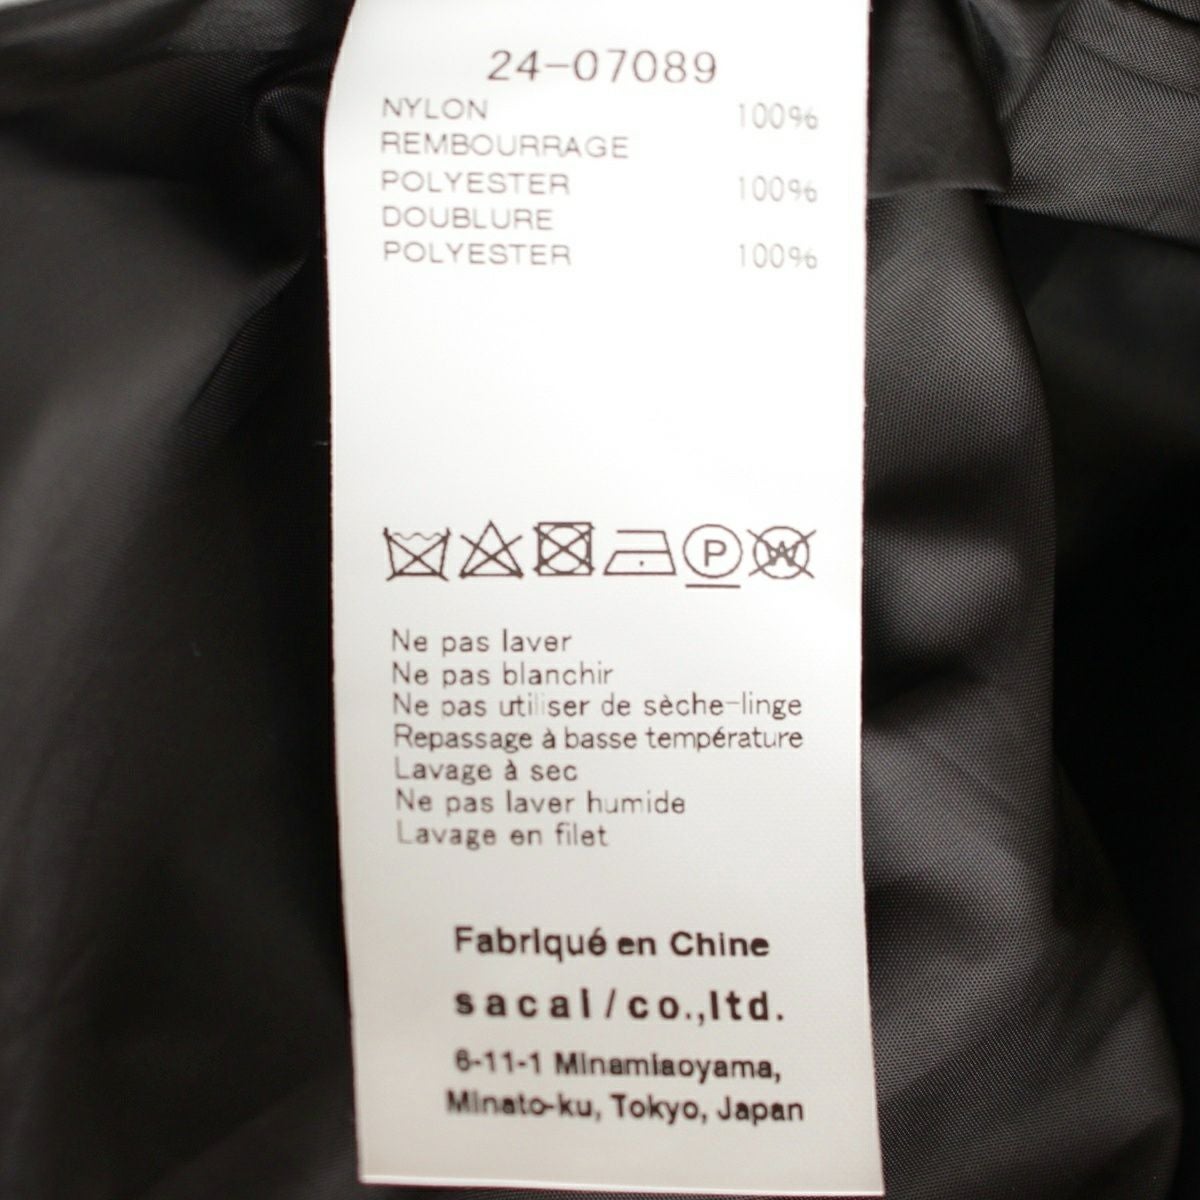 24-07089
NYLON 100%
REMBOURRAGE
POLYESTER 100%
DOUBLURE
POLYESTER 100%
P W
Ne pas laver
Ne pas blanchir
Ne pas utiliser de sèche-linge
Repassage à basse température
Lavage à sec
Ne pas laver humide
Lavage en filet
Fabriqué en Chine
sacai/co.,ltd.
6-11-1 Minamiaoyama,
Minato-ku, Tokyo, Japan